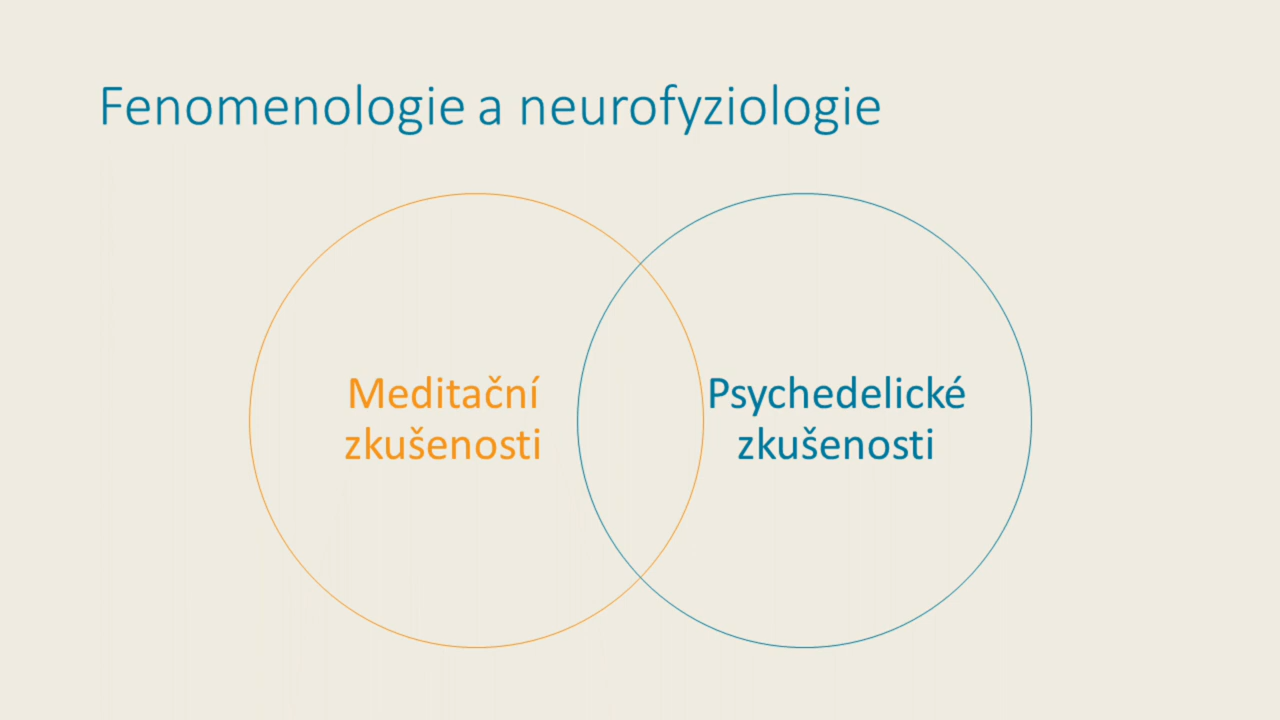 Fenomenologie a neurofyziologie
Meditační
zkušenosti
Psychedelické
zkušenosti